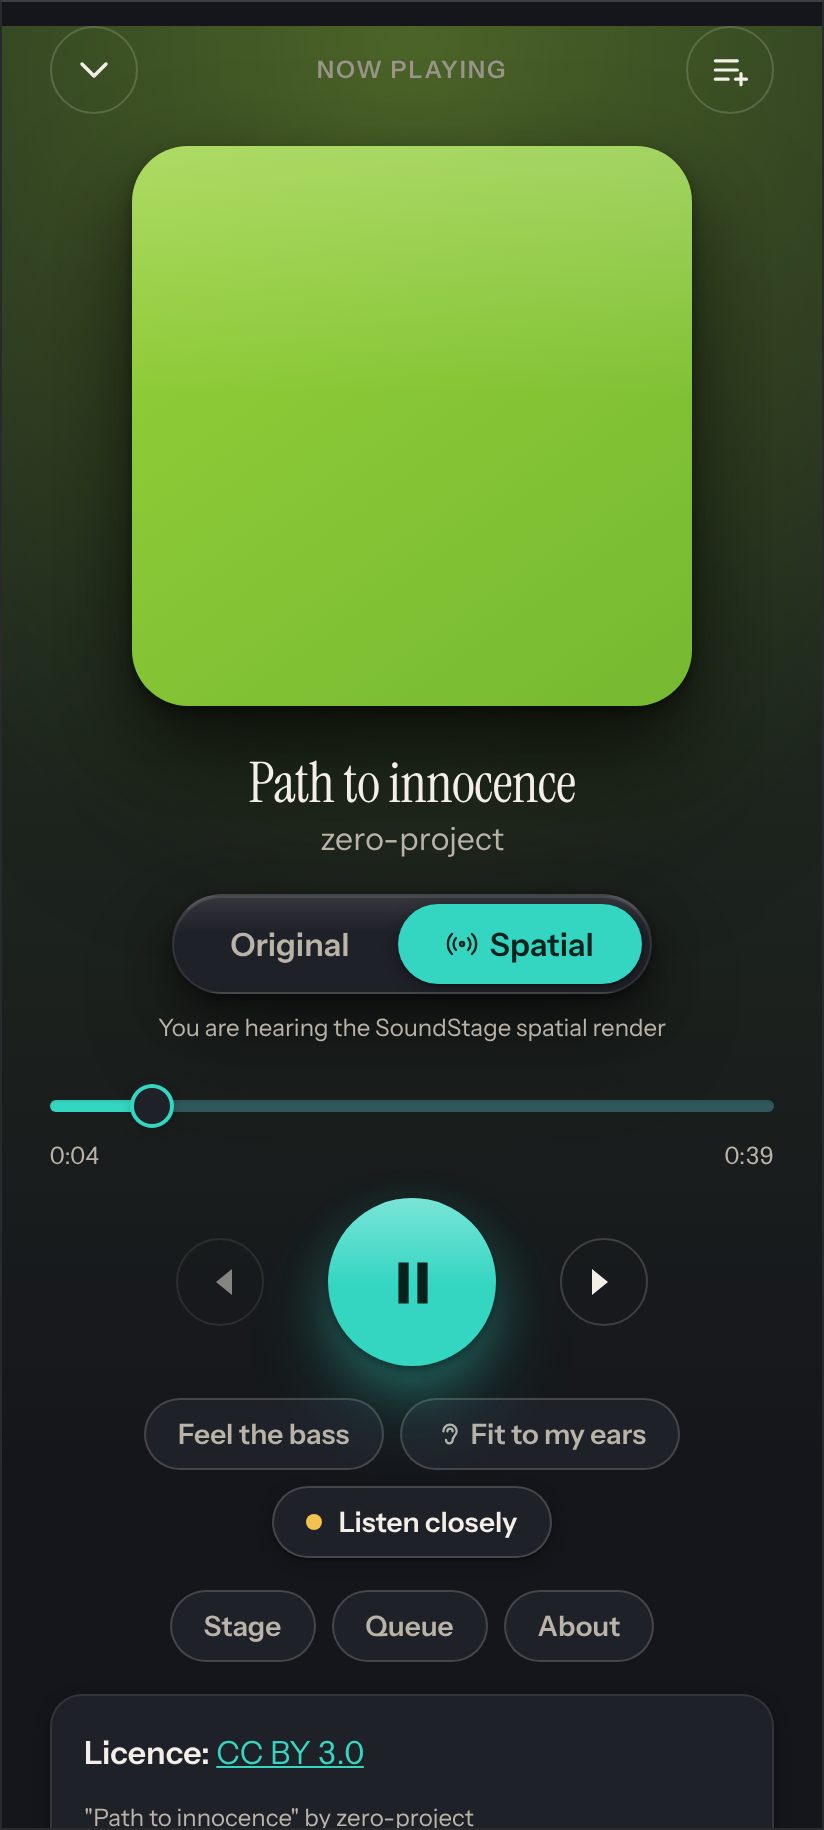 NOW PLAYING
Path to innocence
zero-project
Original
Spatial
You are hearing the SoundStage spatial render
0:04
0:39
Feel the bass
Fit to my ears
Listen closely
Stage
Queue
About
Licence: CC BY 3.0
"Path to innocence" by zero-project